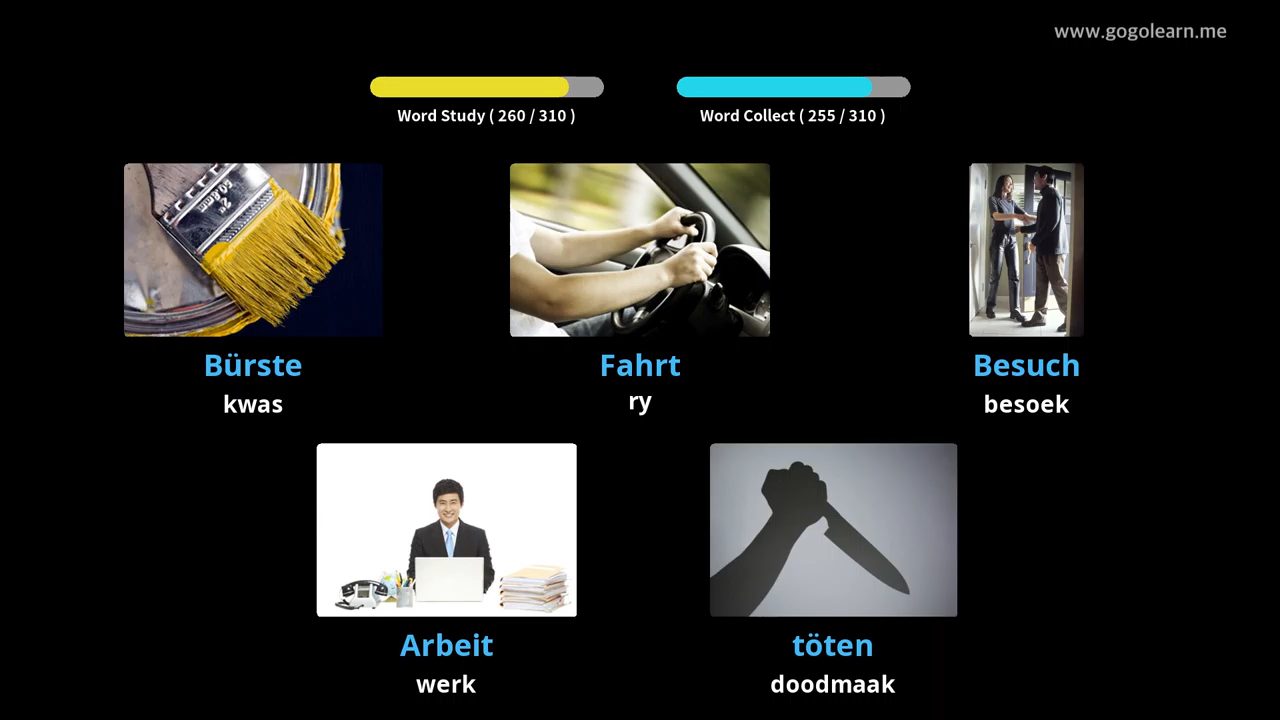 www.gogolearn.me
Word Study ( 260 / 310 )
Word Collect ( 255 / 310 )
Bürste
kwas
Fahrt
ry
Besuch
besoek
Arbeit
werk
töten
doodmaak